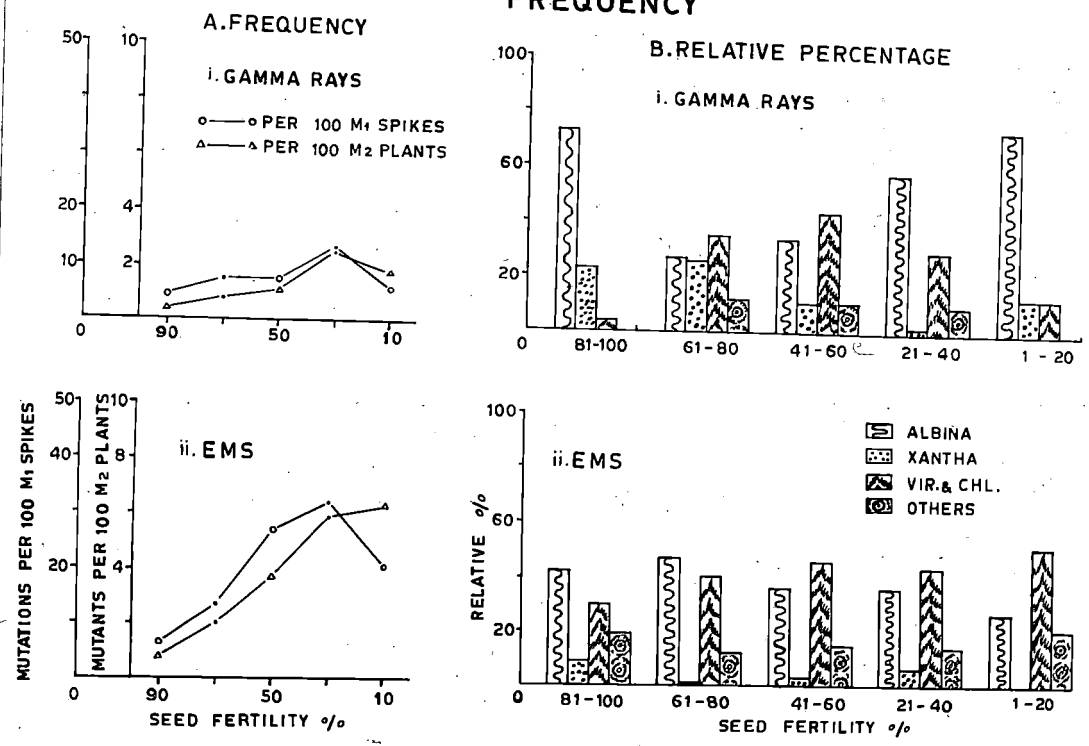 FREQUENCY
A.FREQUENCY
i. GAMMA RAYS
PER 100 M1 SPIKES
PER 100 M2 PLANTS
50
20
10
0
10
4
2
90
50
10
B.RELATIVE PERCENTAGE
i. GAMMA RAYS
100
60
20
0
81-100
61-80
41-60
21-40
1-20
ii. EMS
MUTATIONS PER 100 M1 SPIKES
50
40
20
0
MUTANTS PER 100 M2 PLANTS
10
8
4
90
50
10
SEED FERTILITY %
ii. EMS
ALBINA
XANTHA
VIR. & CHL.
OTHERS
RELATIVE %
100
60
20
0
81-100
61-80
41-60
21-40
1-20
SEED FERTILITY %